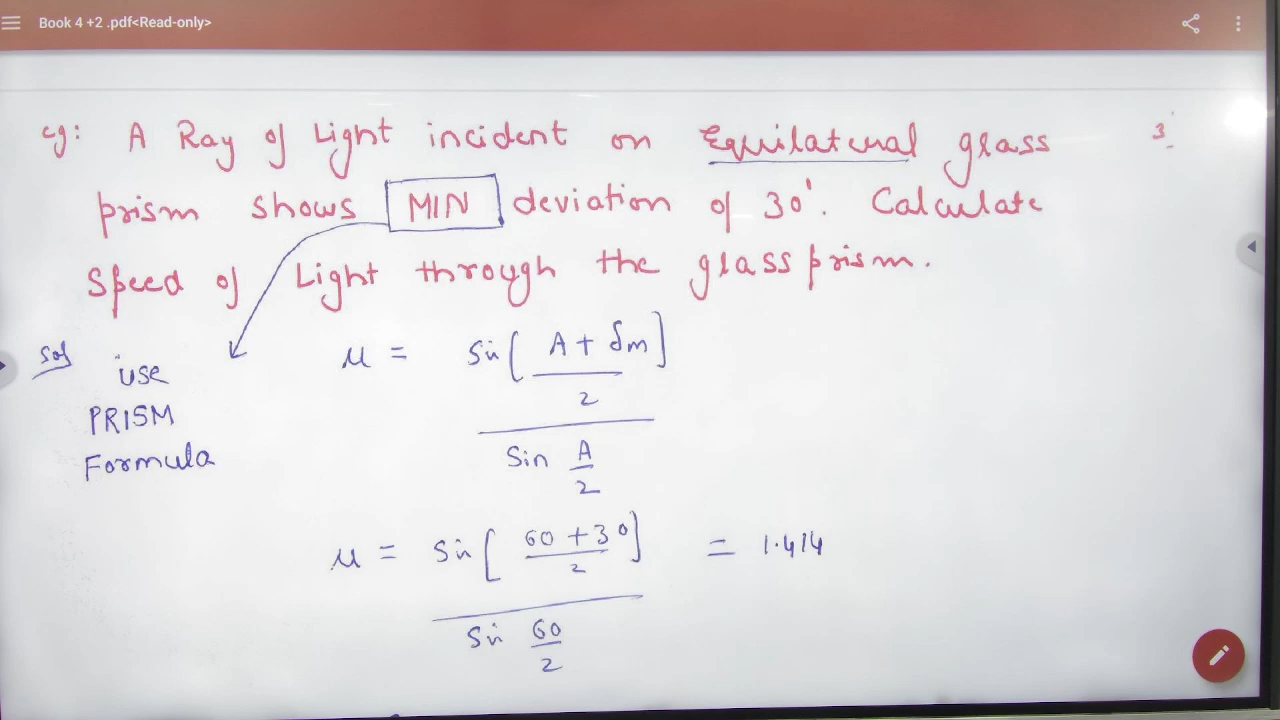 Book 4 +2 .pdf<Read-only>
eg: A Ray of Light incident on Equilateral glass
3
prism shows MIN deviation of 30°. Calculate
Speed of Light through the glass prism.
Sol use
PRISM
Formula
μ = sin[ A + δm ]
2
Sin A
2
μ = sin[ 60 + 30 ] = 1.414
2
Sin 60
2